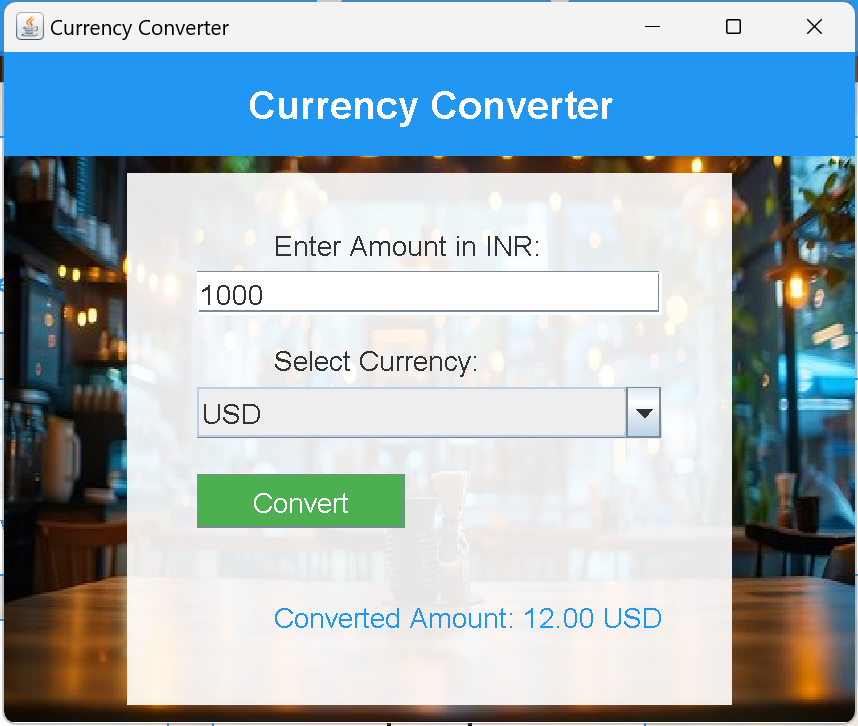 Currency Converter
Currency Converter
Enter Amount in INR:
1000
Select Currency:
USD
Convert
Converted Amount: 12.00 USD